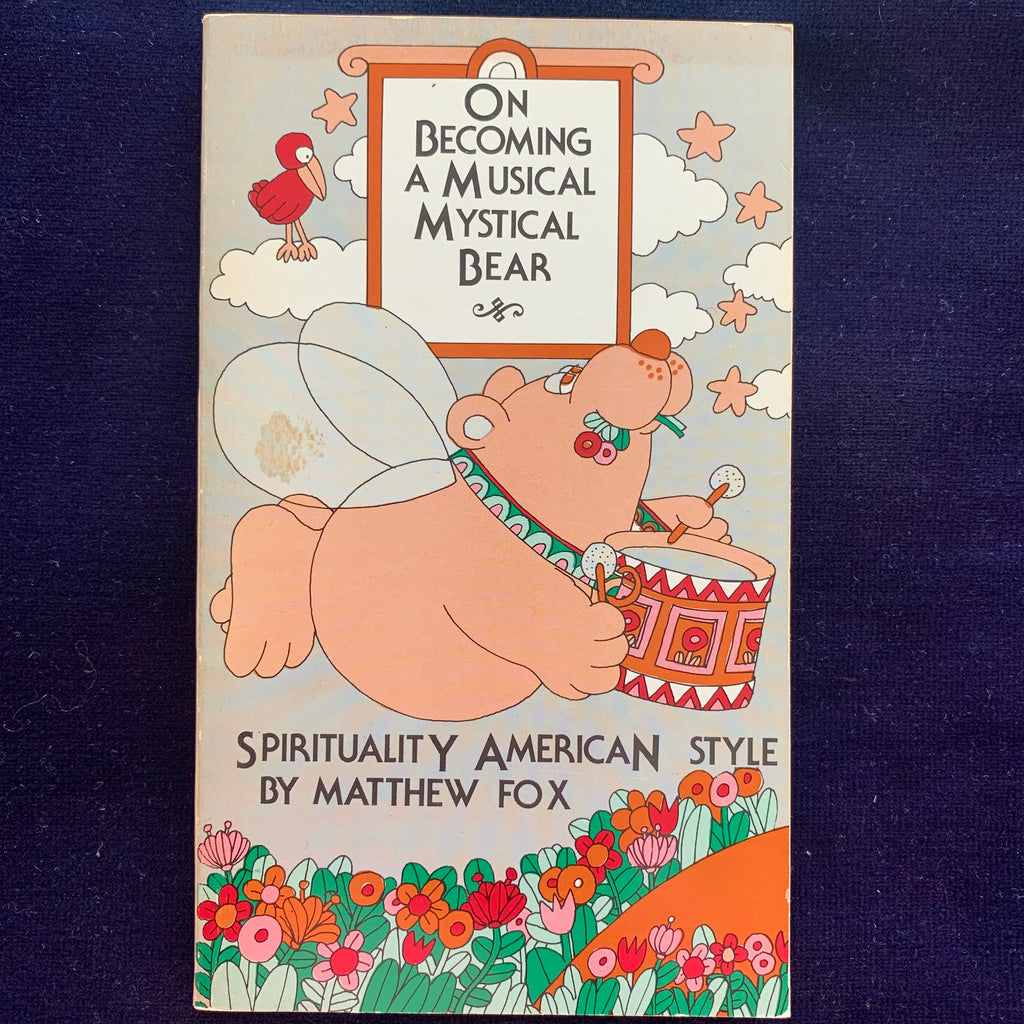 On
Becoming
A Musical
Mystical
Bear
Spirituality American Style
By Matthew Fox